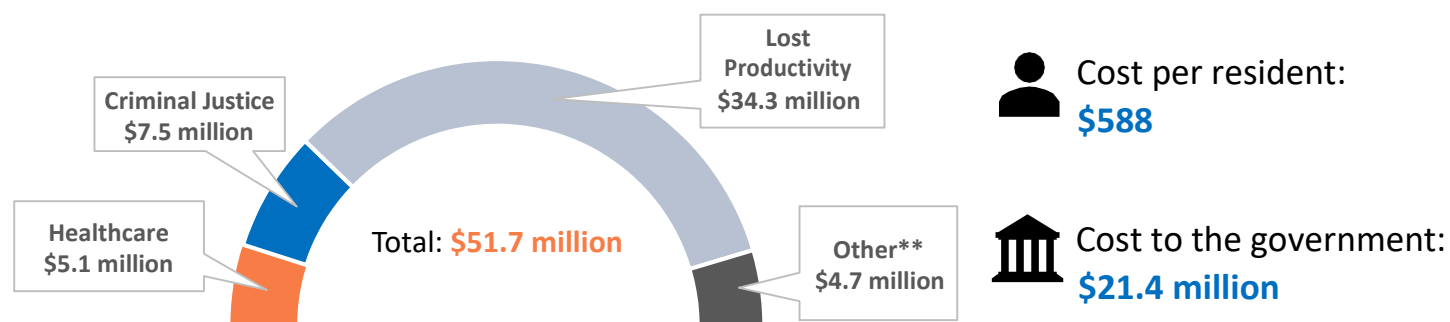 Lost
Productivity
$34.3 million
Criminal Justice
$7.5 million
Healthcare
$5.1 million
Total: $51.7 million
Other**
$4.7 million
Cost per resident:
$588
Cost to the government:
$21.4 million